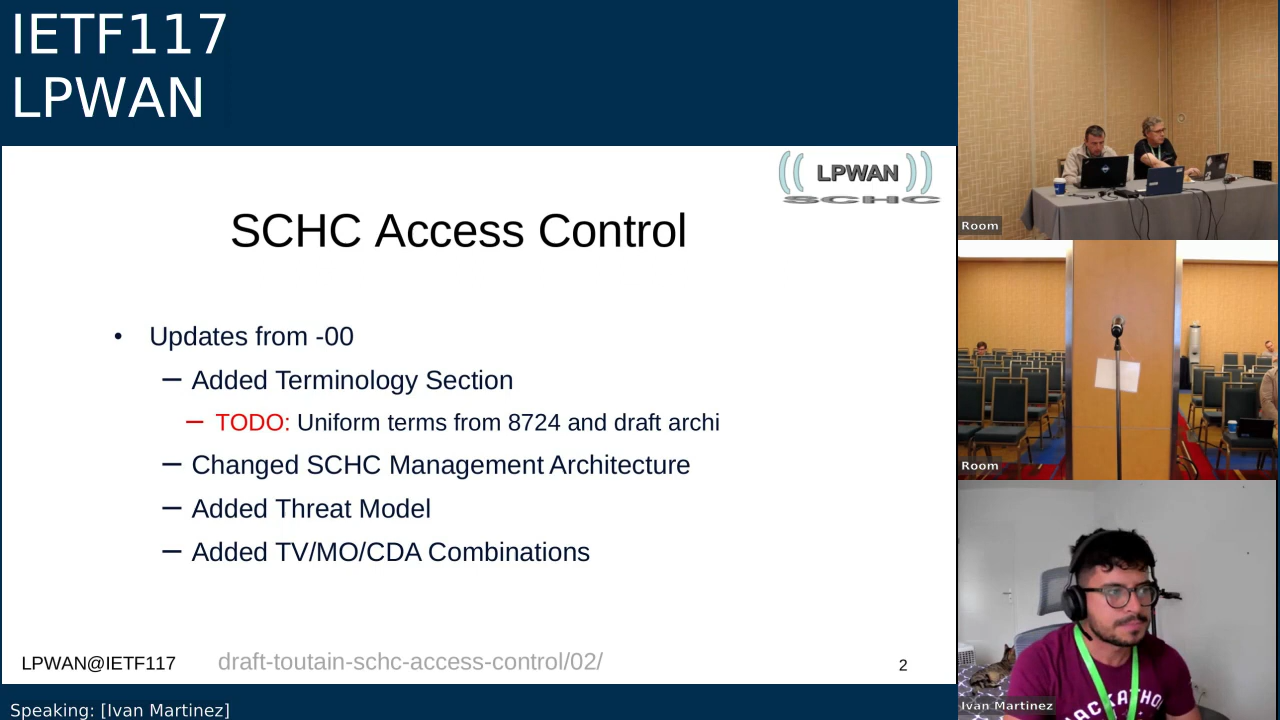 IETF117
LPWAN
LPWAN
SCHC
SCHC Access Control
• Updates from -00
– Added Terminology Section
– TODO: Uniform terms from 8724 and draft archi
– Changed SCHC Management Architecture
– Added Threat Model
– Added TV/MO/CDA Combinations
LPWAN@IETF117
draft-toutain-schc-access-control/02/
2
Speaking: [Ivan Martinez]
Room
Room
Ivan Martinez